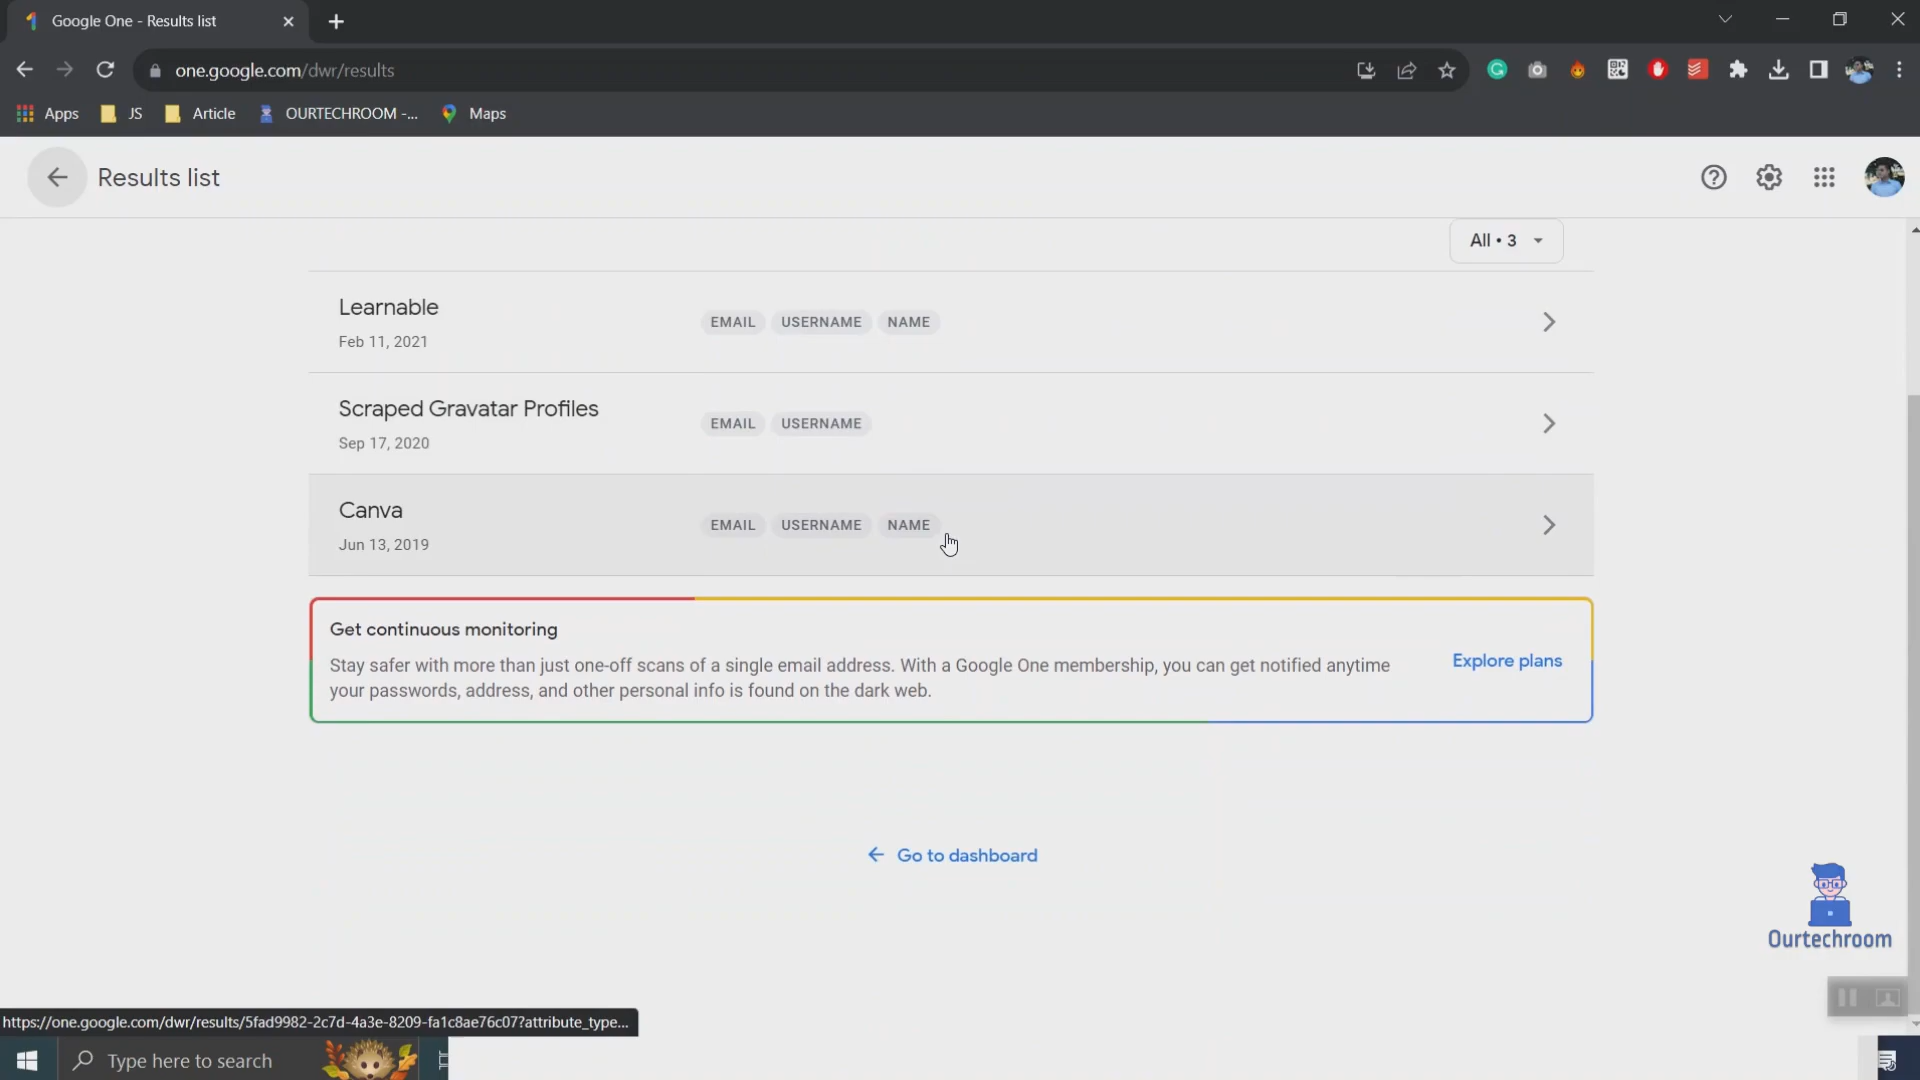 Google One - Results list
one.google.com/dwr/results
Apps
JS
Article
OURTECHROOM -...
Maps
Results list
All • 3
Learnable
EMAIL USERNAME NAME
Feb 11, 2021
Scraped Gravatar Profiles
EMAIL USERNAME
Sep 17, 2020
Canva
EMAIL USERNAME NAME
Jun 13, 2019
Get continuous monitoring
Stay safer with more than just one-off scans of a single email address. With a Google One membership, you can get notified anytime
your passwords, address, and other personal info is found on the dark web.
Explore plans
Go to dashboard
Ourtechroom
https://one.google.com/dwr/results/5fad9982-2c7d-4a3e-8209-fa1c8ae76c07?attribute_type...
Type here to search